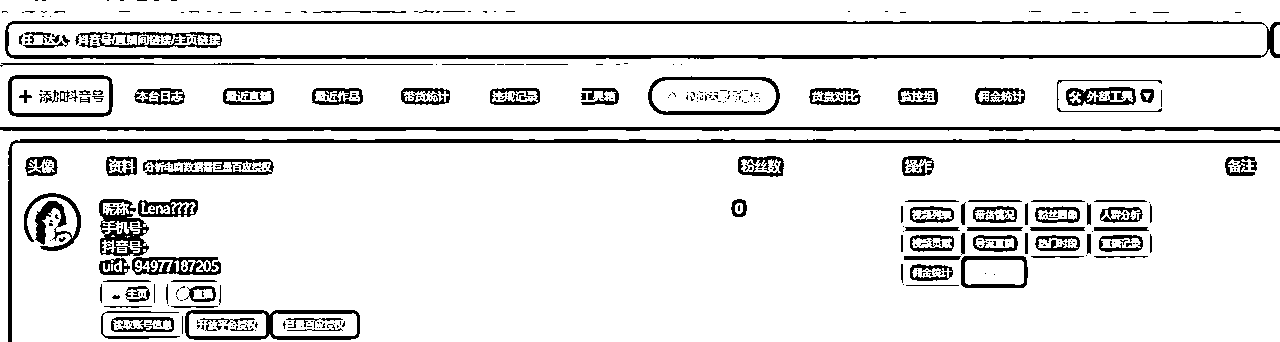 任意达人 抖音号/直播间链接/主页链接
+ 添加抖音号 本台日志 最近直播 最近作品 带货统计 违规记录 工具箱 货盘对比 监控组 佣金统计 外部工具
头像 资料 分析电商数据需巨量百应授权 粉丝数 操作 备注
昵称- Lena???? 0 视频列表 带货情况 粉丝画像 人群分析
手机号-
抖音号- 视频贡献 导流直播 热门时段 直播记录
uid- 94977187205
佣金统计
主页 直播
读取账号信息 开放平台授权 巨量百应授权